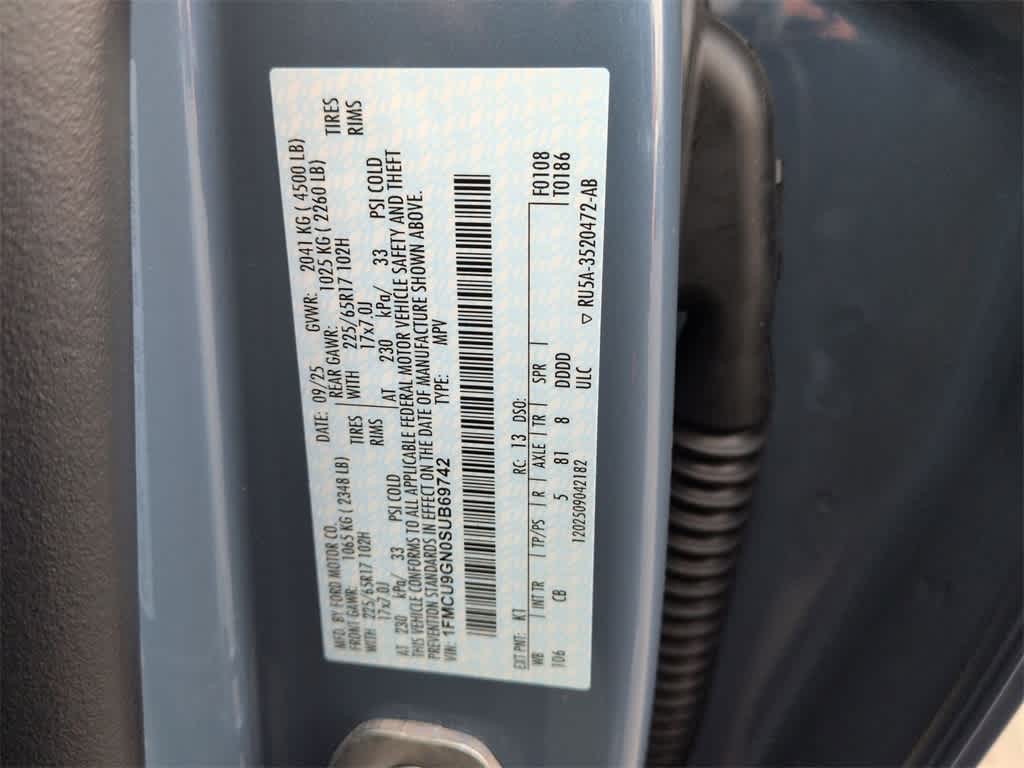 MFD. BY FORD MOTOR CO. DATE: 09/25 GVWR: 2041 KG ( 4500 LB)
FRONT GAWR: 1065 KG ( 2348 LB) REAR GAWR: 1025 KG ( 2260 LB)
WITH 225/65R17 102H TIRES WITH 225/65R17 102H TIRES
17x7.0J RIMS 17x7.0J RIMS
AT 230 kPa/ 33 PSI COLD AT 230 kPa/ 33 PSI COLD
THIS VEHICLE CONFORMS TO ALL APPLICABLE FEDERAL MOTOR VEHICLE SAFETY AND THEFT
PREVENTION STANDARDS IN EFFECT ON THE DATE OF MANUFACTURE SHOWN ABOVE.
VIN: 1FMCU9GN0SUB69742 TYPE: MPV
EXT PNT: KT RC: 13 DSO: F0108
WB INT TR TP/PS R AXLE TR SPR T0186
106 CB 5 81 8 DDDD
1202509042182 ULC
▽ RU5A-3520472-AB